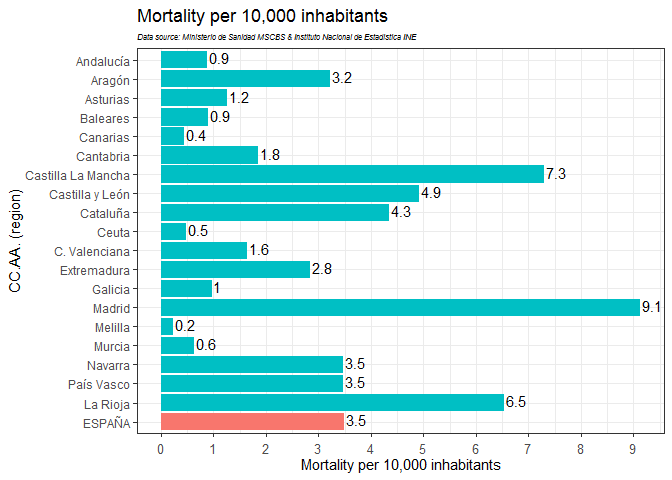 Mortality per 10,000 inhabitants
Data source: Ministerio de Sanidad MSCBS & Instituto Nacional de Estadística INE
CC.AA. (region)
Andalucía 0.9
Aragón 3.2
Asturias 1.2
Baleares 0.9
Canarias 0.4
Cantabria 1.8
Castilla La Mancha 7.3
Castilla y León 4.9
Cataluña 4.3
Ceuta 0.5
C. Valenciana 1.6
Extremadura 2.8
Galicia 1
Madrid 9.1
Melilla 0.2
Murcia 0.6
Navarra 3.5
País Vasco 3.5
La Rioja 6.5
ESPAÑA 3.5
0 1 2 3 4 5 6 7 8 9
Mortality per 10,000 inhabitants